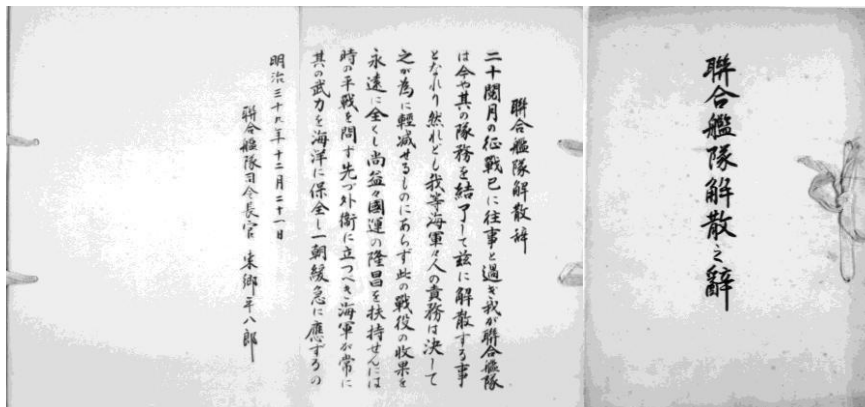 聯合艦隊解散之辭
聯合艦隊解散辞
二十閲月の征戰已に往事と過ぎ我が聯合艦隊
は今や其の隊務を結了して茲に解散する事
となれり然れども我等海軍々人の責務は決して
之が為に輕減せるものにあらず此の戰役の收果を
永遠に全くし尚益々國運の隆昌を扶持せんには
時の平戰を問す先づ外衛に立つべき海軍が常に
其の武力を海洋に保全し一朝緩急に應するの
明治三十九年十二月二十一日
聯合艦隊司令長官 東郷平八郎